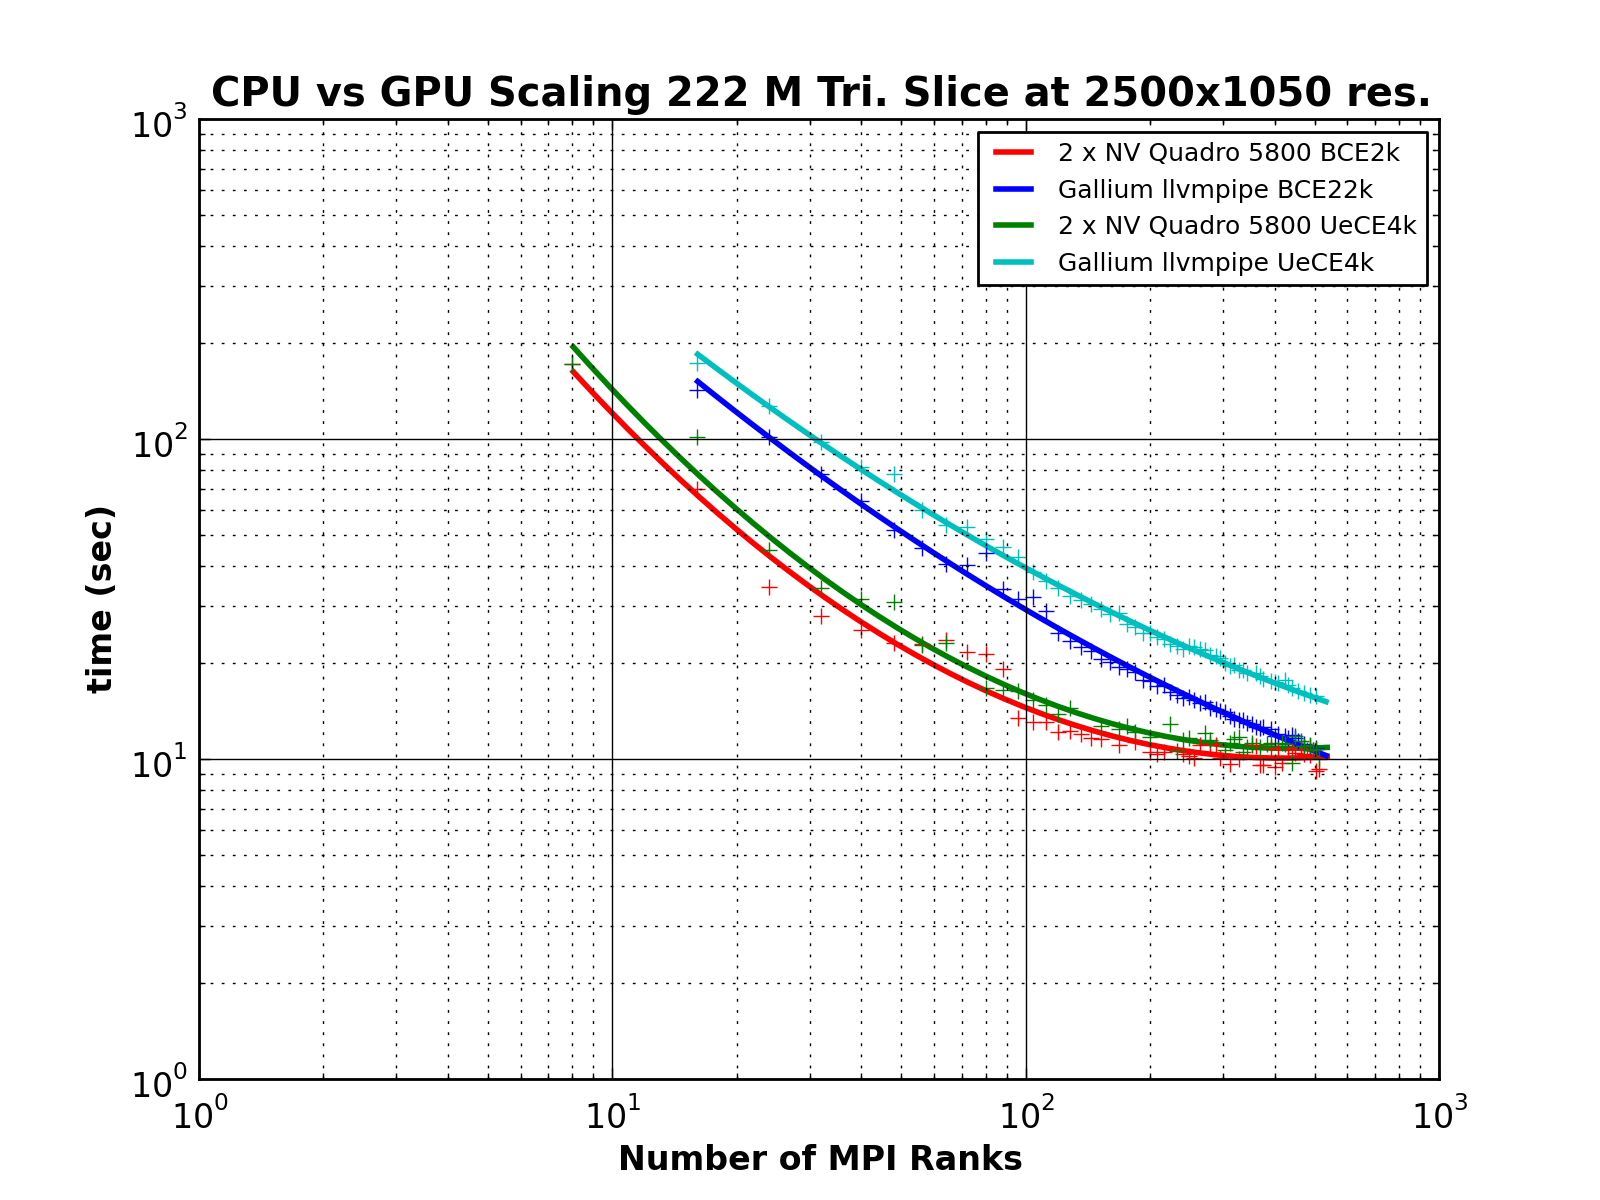 CPU vs GPU Scaling 222 M Tri. Slice at 2500x1050 res.
10³
2 x NV Quadro 5800 BCE2k
Gallium llvmpipe BCE22k
2 x NV Quadro 5800 UeCE4k
Gallium llvmpipe UeCE4k
10²
time (sec)
10¹
10⁰
10⁰ 10¹ 10² 10³
Number of MPI Ranks